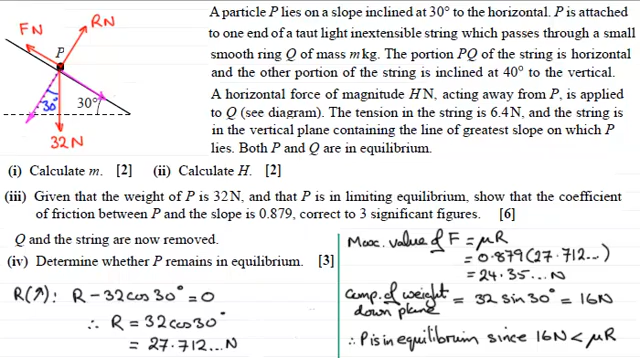 A particle P lies on a slope inclined at 30° to the horizontal. P is attached
to one end of a taut light inextensible string which passes through a small
smooth ring Q of mass m kg. The portion PQ of the string is horizontal
and the other portion of the string is inclined at 40° to the vertical.
A horizontal force of magnitude H N, acting away from P, is applied
to Q (see diagram). The tension in the string is 6.4 N, and the string is
in the vertical plane containing the line of greatest slope on which P
lies. Both P and Q are in equilibrium.
FN
RN
P
30°
30°
32N
(i) Calculate m. [2] (ii) Calculate H. [2]
(iii) Given that the weight of P is 32 N, and that P is in limiting equilibrium, show that the coefficient
of friction between P and the slope is 0.879, correct to 3 significant figures. [6]
Q and the string are now removed.
(iv) Determine whether P remains in equilibrium. [3]
R(↗): R - 32cos30° = 0
∴ R = 32cos30°
= 27.712...N
Max. value of F = μR
= 0.879(27.712...)
= 24.35...N
Comp. of weight down plane = 32 sin 30° = 16N
∴ P is in equilibrium since 16N < μR